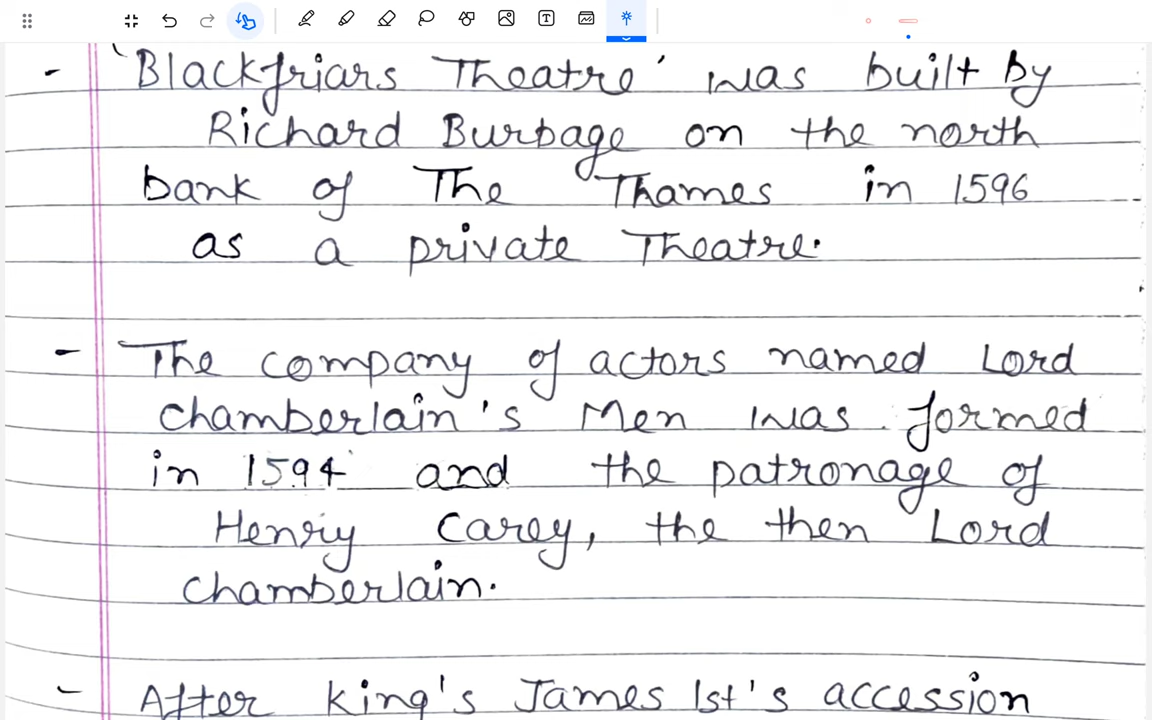 - 'Blackfriars Theatre' was built by
Richard Burbage on the north
bank of The Thames in 1596
as a private Theatre.
- The company of actors named Lord
Chamberlain's Men was formed
in 1594 and the patronage of
Henry Carey, the then Lord
Chamberlain.
- After King's James 1st's accession